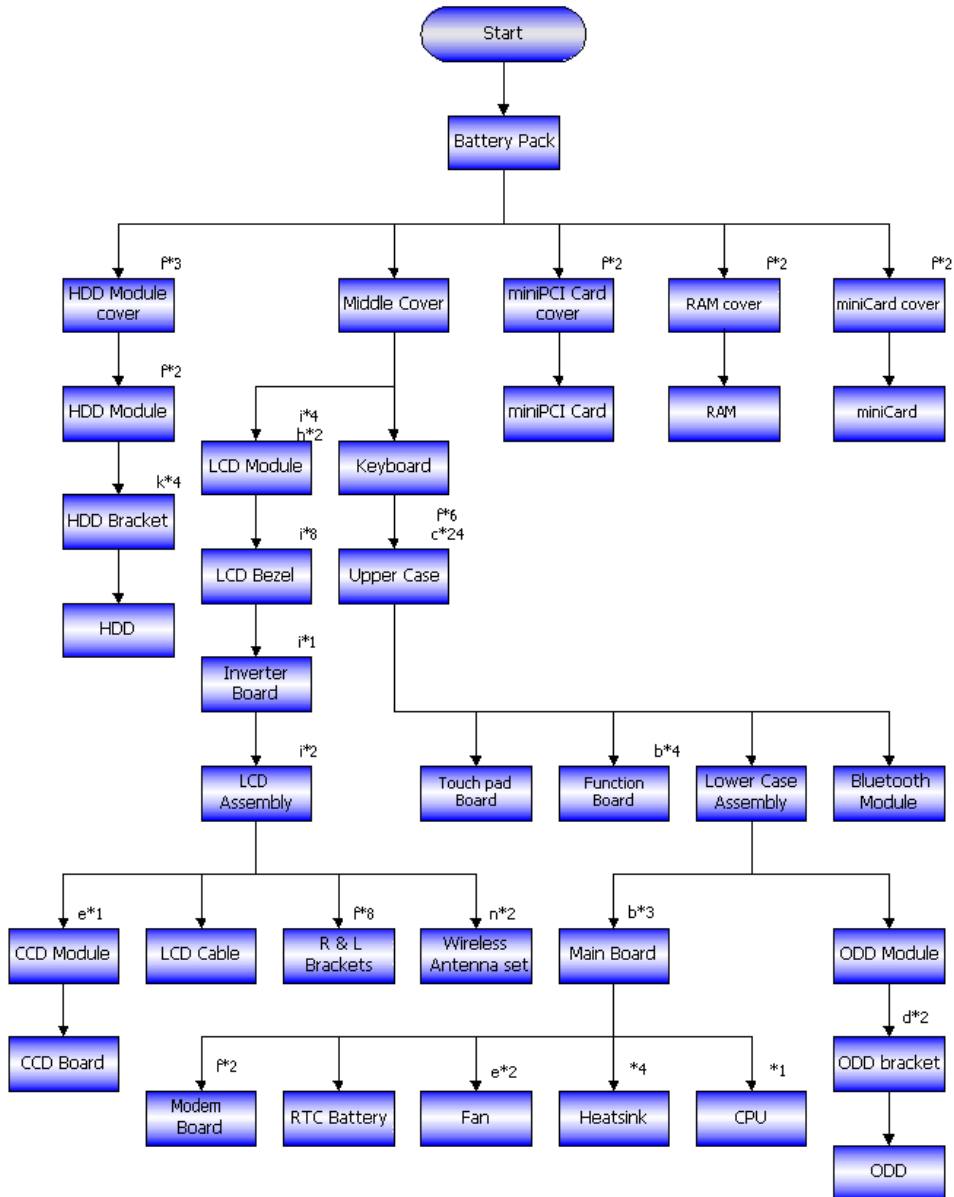 Start
Battery Pack
f*3
f*2
f*2
f*2
HDD Module
cover
Middle Cover
miniPCI Card
cover
RAM cover
miniCard cover
f*2
HDD Module
miniPCI Card
RAM
miniCard
i*4
h*2
LCD Module
Keyboard
k*4
HDD Bracket
i*8
LCD Bezel
f*6
c*24
Upper Case
HDD
i*1
Inverter
Board
i*2
LCD
Assembly
Touch pad
Board
b*4
Function
Board
Lower Case
Assembly
Bluetooth
Module
e*1
f*8
n*2
b*3
CCD Module
LCD Cable
R & L
Brackets
Wireless
Antenna set
Main Board
ODD Module
CCD Board
d*2
ODD bracket
f*2
e*2
*4
*1
Modem
Board
RTC Battery
Fan
Heatsink
CPU
ODD